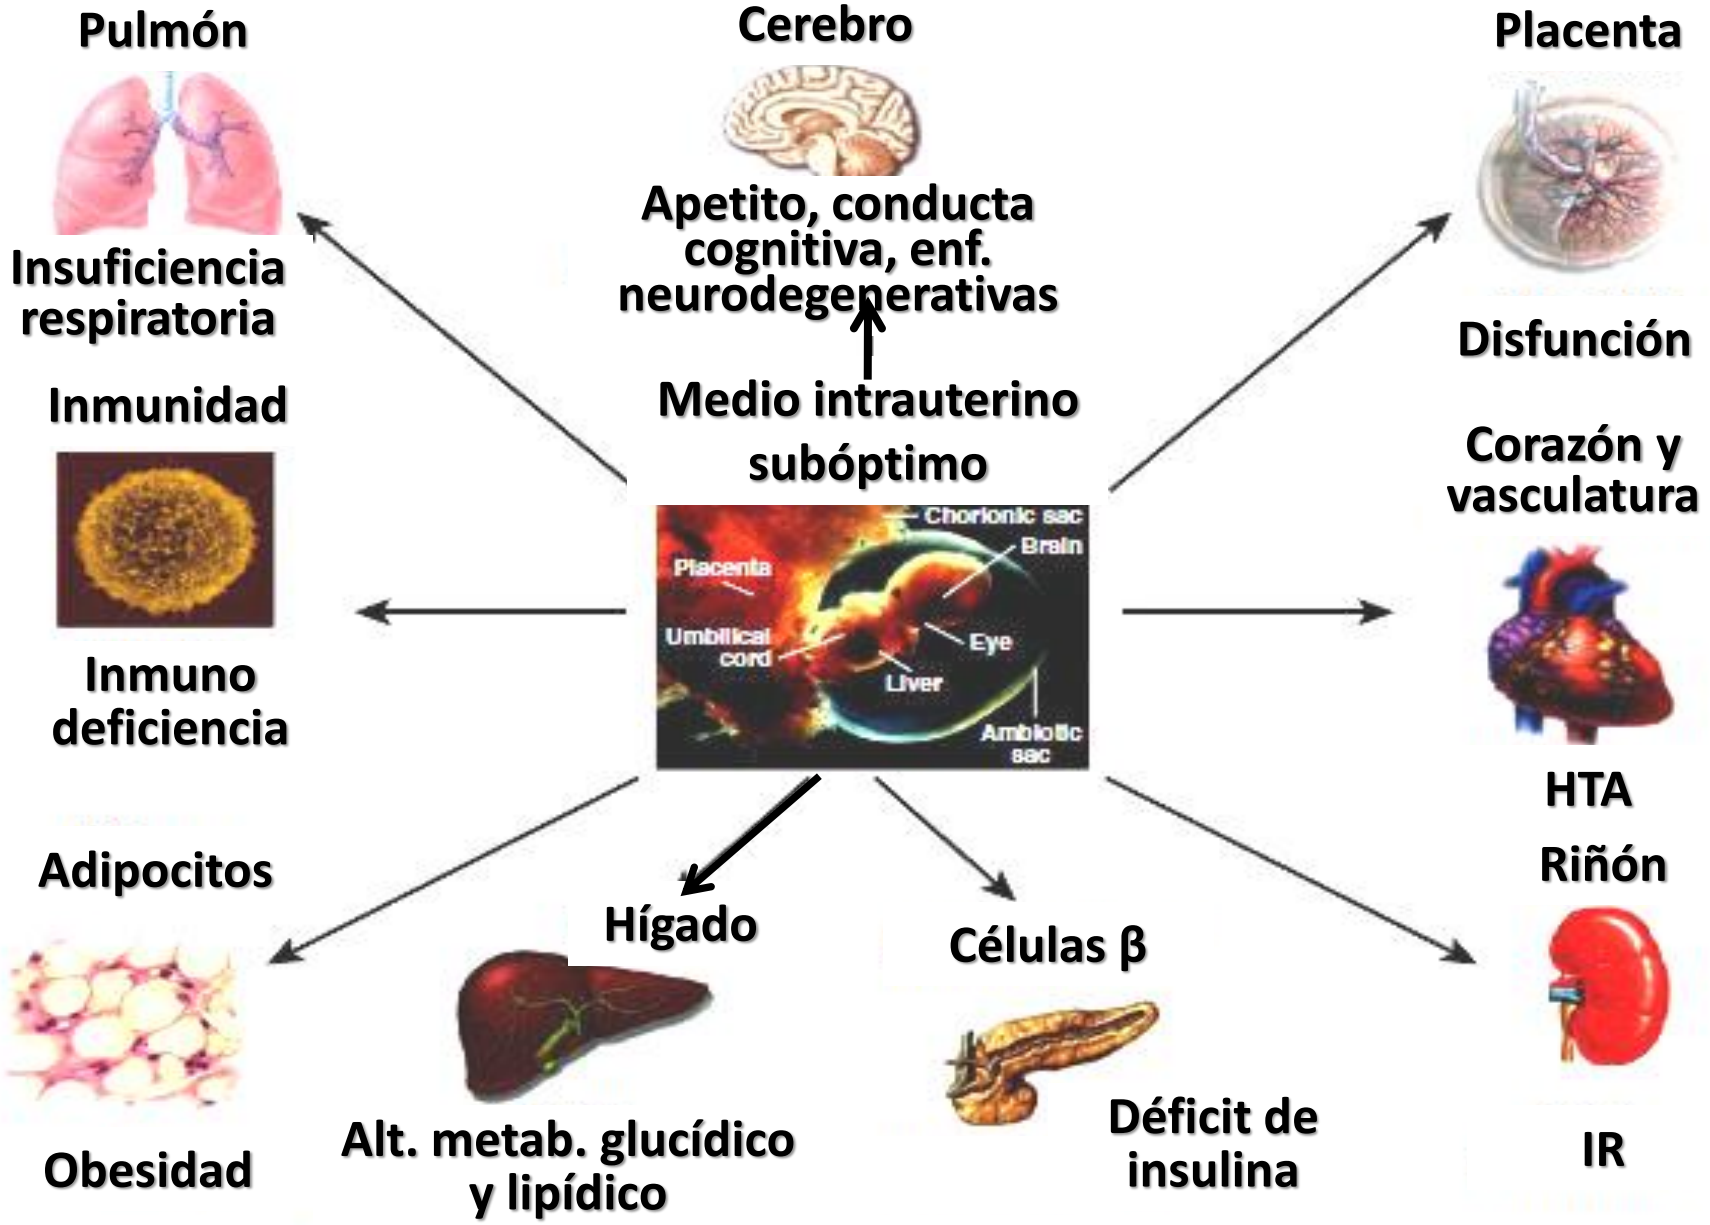 Pulmón
Insuficiencia
respiratoria
Cerebro
Apetito, conducta
cognitiva, enf.
neurodegenerativas
Placenta
Disfunción
Inmunidad
Inmuno
deficiencia
Medio intrauterino
subóptimo
Chorionic sac
Brain
Placenta
Umbilical
cord
Eye
Liver
Ambiotic
sac
Corazón y
vasculatura
HTA
Adipocitos
Obesidad
Hígado
Alt. metab. glucídico
y lipídico
Células β
Déficit de
insulina
Riñón
IR